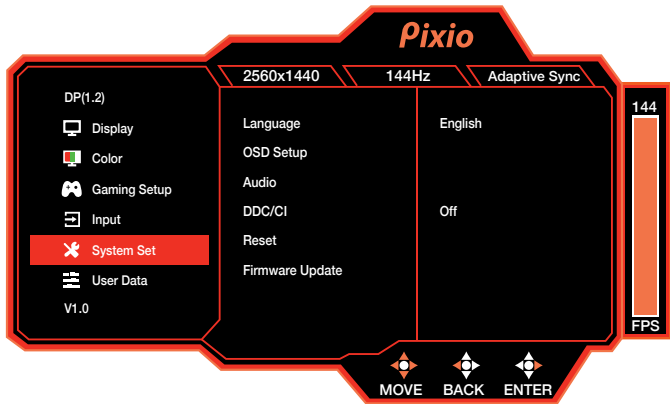 Pixio
2560x1440 144Hz Adaptive Sync
DP(1.2)
Display
Color
Gaming Setup
Input
System Set
User Data
V1.0
Language English
OSD Setup
Audio
DDC/CI Off
Reset
Firmware Update
144
FPS
MOVE BACK ENTER